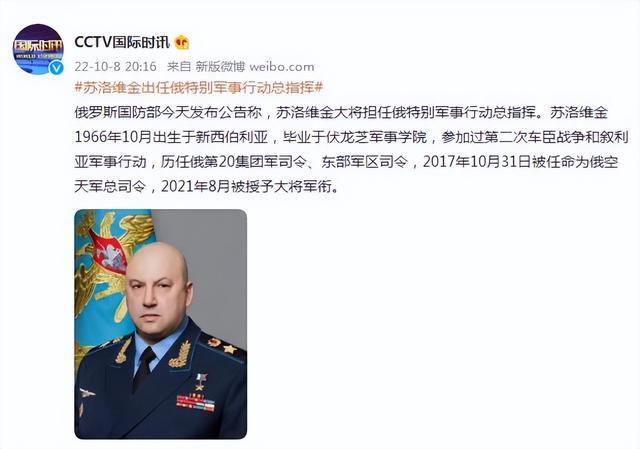 国际时讯
WORLD EXPRESS
CCTV国际时讯
22-10-8 20:16 来自 新版微博 weibo.com
#苏洛维金出任俄特别军事行动总指挥#
俄罗斯国防部今天发布公告称，苏洛维金大将担任俄特别军事行动总指挥。苏洛维金
1966年10月出生于新西伯利亚，毕业于伏龙芝军事学院，参加过第二次车臣战争和叙利
亚军事行动，历任俄第20集团军司令、东部军区司令，2017年10月31日被任命为俄空
天军总司令，2021年8月被授予大将军衔。